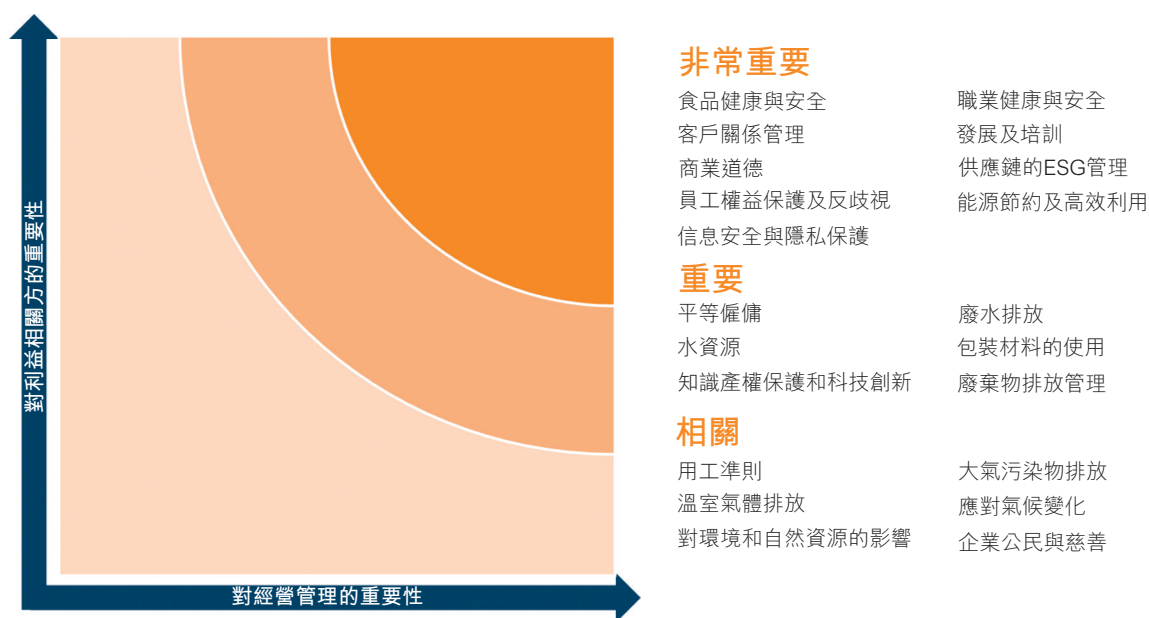 對利益相關方的重要性
對經營管理的重要性
非常重要
食品健康與安全
職業健康與安全
客戶關係管理
發展及培訓
商業道德
供應鏈的ESG管理
員工權益保護及反歧視
能源節約及高效利用
信息安全與隱私保護
重要
平等僱傭
廢水排放
水資源
包裝材料的使用
知識產權保護和科技創新
廢棄物排放管理
相關
用工準則
大氣污染物排放
溫室氣體排放
應對氣候變化
對環境和自然資源的影響
企業公民與慈善